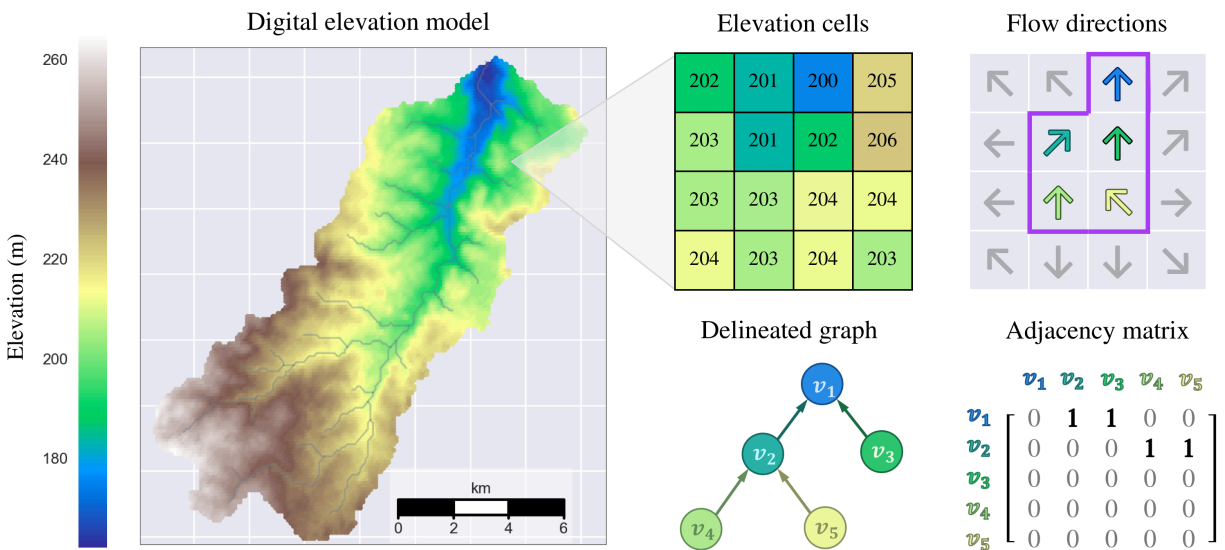 Digital elevation model
Elevation cells
Flow directions
Elevation (m)
260
240
220
200
180
km
0 2 4 6
202 201 200 205
203 201 202 206
203 203 204 204
204 203 204 203
Delineated graph
v1
v2
v3
v4
v5
Adjacency matrix
v1 v2 v3 v4 v5
v1 0 1 1 0 0
v2 0 0 0 1 1
v3 0 0 0 0 0
v4 0 0 0 0 0
v5 0 0 0 0 0